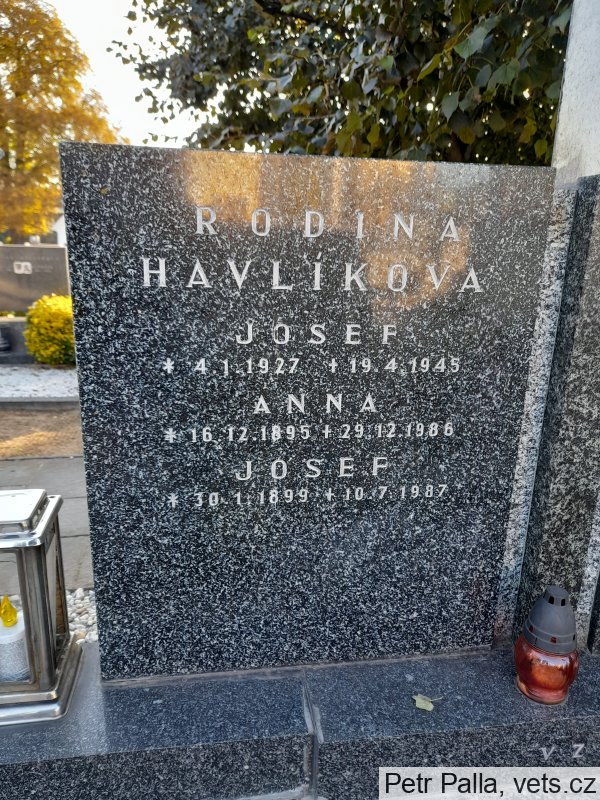 RODINA
HAVLÍKOVA
JOSEF
* 4.1.1927 + 19.4.1945
ANNA
* 16.12.1895 + 29.12.1986
JOSEF
* 30.1.1899 + 10.7.1987
V Z
Petr Palla, vets.cz